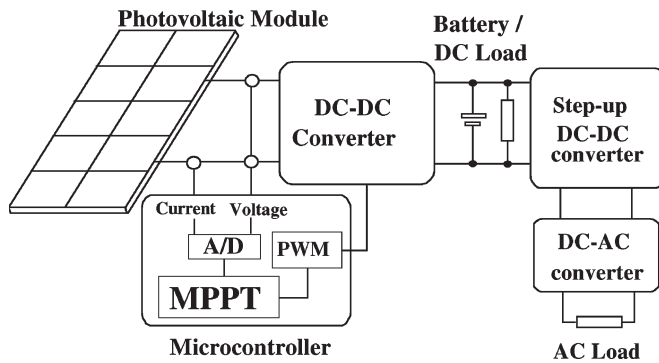 Photovoltaic Module
Battery /
DC Load
DC-DC
Converter
Step-up
DC-DC
converter
Current
Voltage
A/D
PWM
MPPT
Microcontroller
DC-AC
converter
AC Load